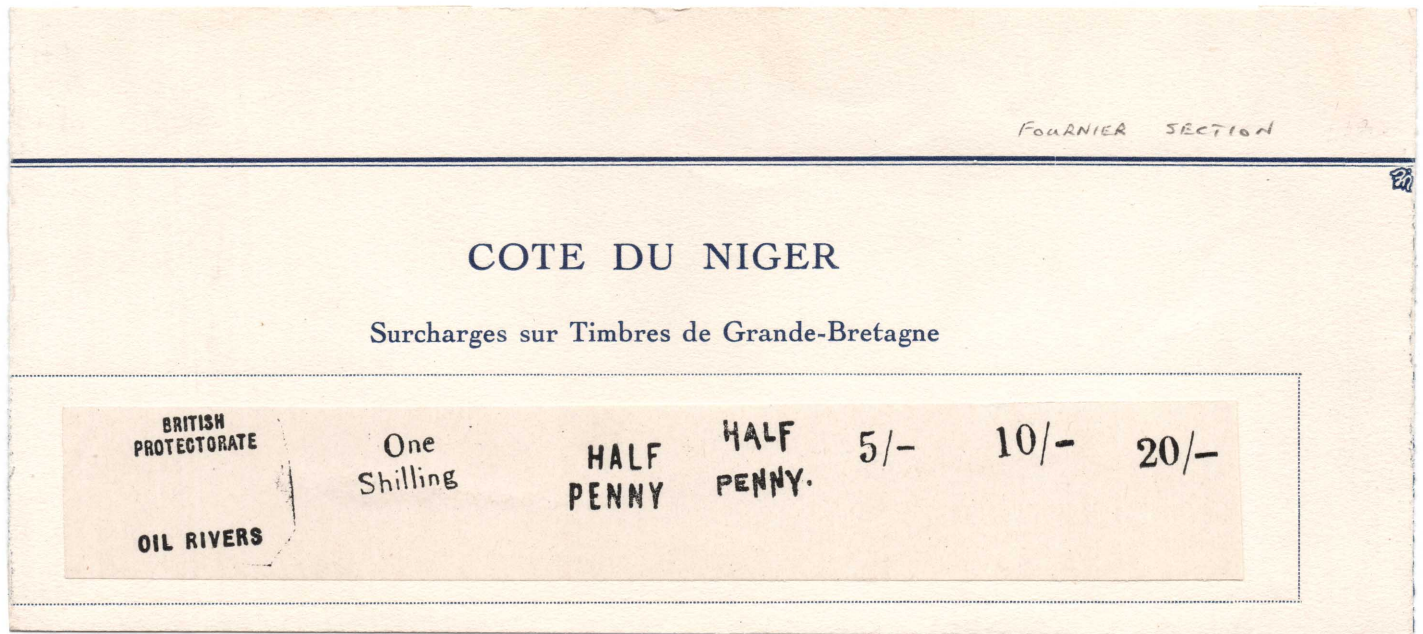 FOURNIER SECTION
COTE DU NIGER
Surcharges sur Timbres de Grande-Bretagne
BRITISH
PROTECTORATE
OIL RIVERS
One
Shilling
HALF
PENNY
HALF
PENNY.
5/-
10/-
20/-